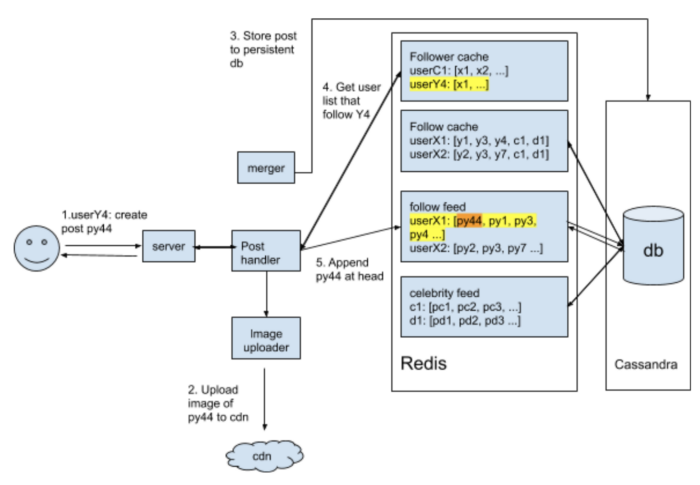 3. Store post
to persistent
db
4. Get user
list that
follow Y4
Follower cache
userC1: [x1, x2, ...]
userY4: [x1, ...]
Follow cache
userX1: [y1, y3, y4, c1, d1]
userX2: [y2, y3, y7, c1, d1]
merger
1.userY4: create
post py44
server
Post
handler
5. Append
py44 at head
follow feed
userX1: [py44, py1, py3,
py4 ...]
userX2: [py2, py3, py7 ...]
db
celebrity feed
c1: [pc1, pc2, pc3, ...]
d1: [pd1, pd2, pd3 ...]
Image
uploader
Redis
Cassandra
2. Upload
image of
py44 to cdn
cdn